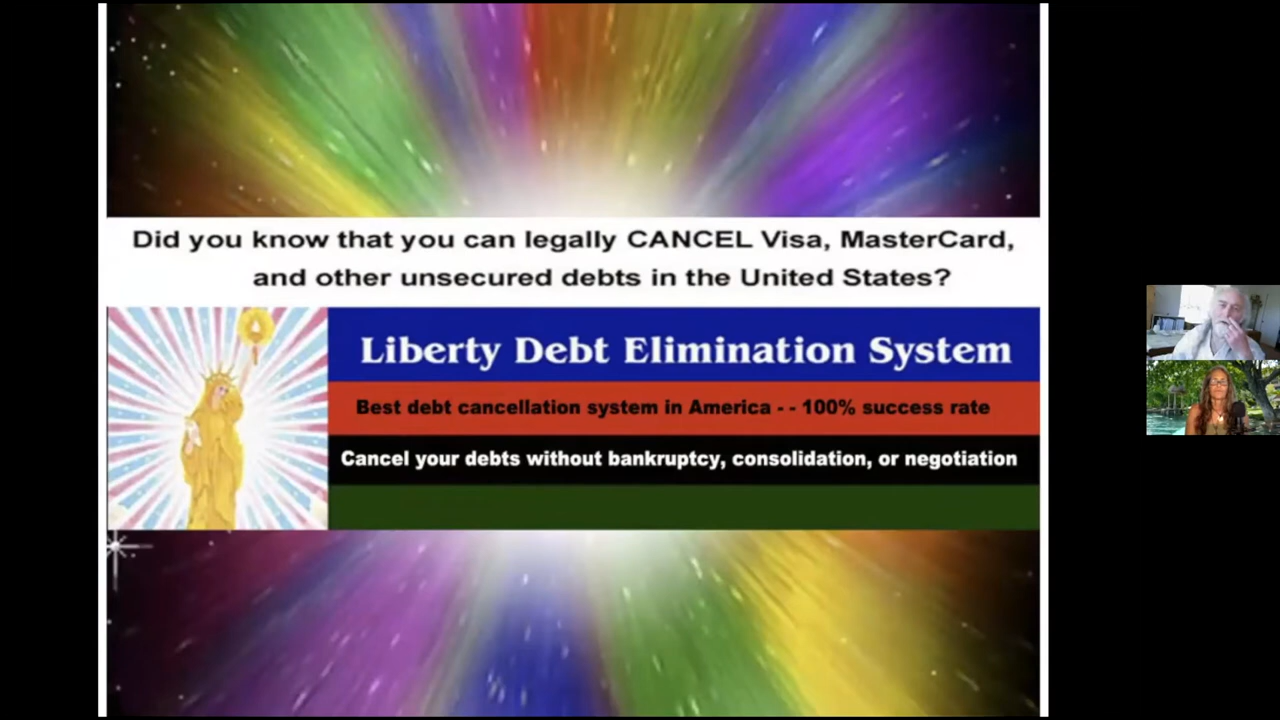 Did you know that you can legally CANCEL Visa, MasterCard,
and other unsecured debts in the United States?
Liberty Debt Elimination System
Best debt cancellation system in America - - 100% success rate
Cancel your debts without bankruptcy, consolidation, or negotiation